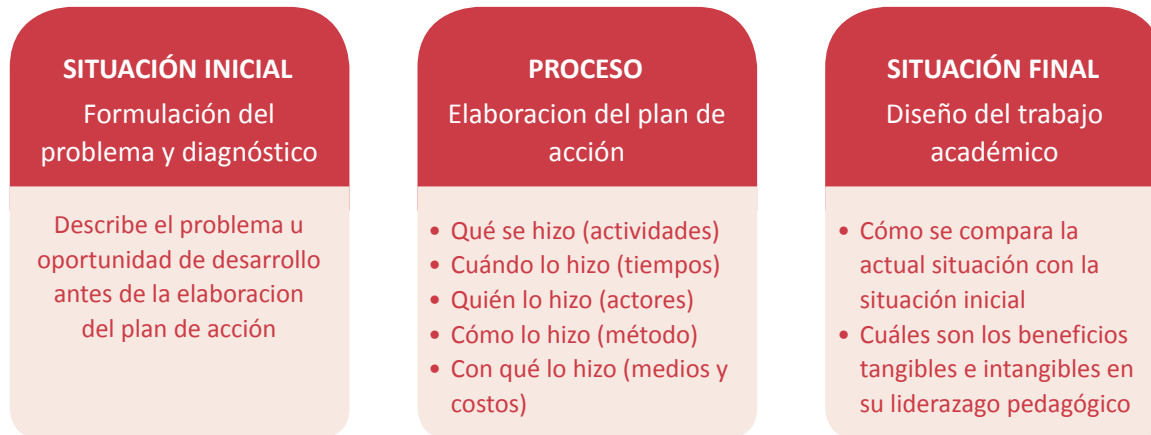 SITUACIÓN INICIAL
Formulación del
problema y diagnóstico
Describe el problema u
oportunidad de desarrollo
antes de la elaboracion
del plan de acción
PROCESO
Elaboracion del plan de
acción
• Qué se hizo (actividades)
• Cuándo lo hizo (tiempos)
• Quién lo hizo (actores)
• Cómo lo hizo (método)
• Con qué lo hizo (medios y
costos)
SITUACIÓN FINAL
Diseño del trabajo
académico
• Cómo se compara la
actual situación con la
situación inicial
• Cuáles son los beneficios
tangibles e intangibles en
su liderazago pedagógico